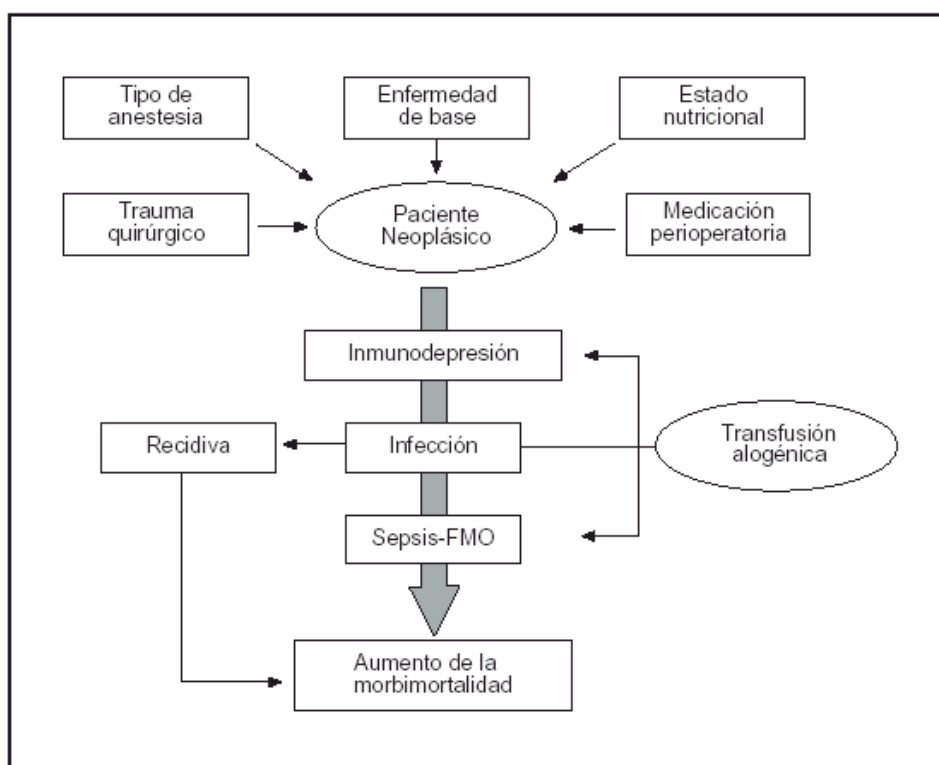 Tipo de
anestesia
Enfermedad
de base
Estado
nutricional
Trauma
quirúrgico
Paciente
Neoplásico
Medicación
perioperatoria
Inmunodepresión
Recidiva
Infección
Transfusión
alogénica
Sepsis-FMO
Aumento de la
morbimortalidad